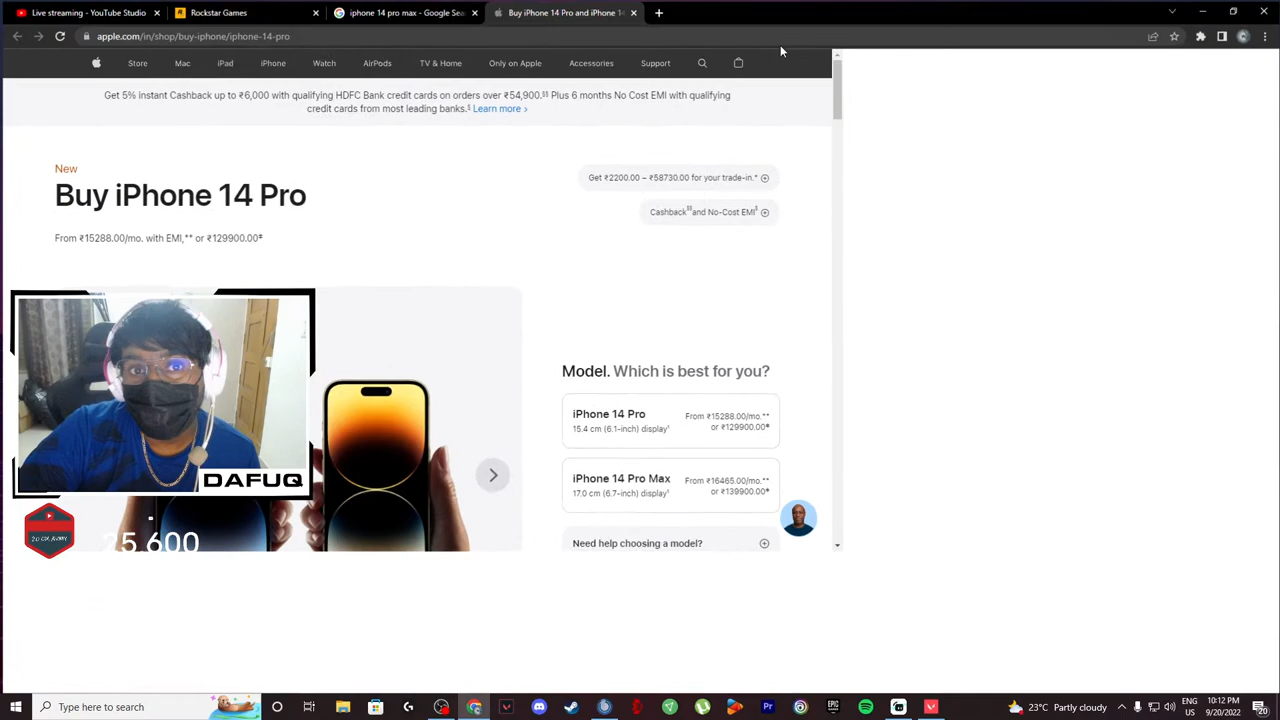 Live streaming - YouTube Studio
Rockstar Games
iphone 14 pro max - Google Sea
Buy iPhone 14 Pro and iPhone 14
apple.com/in/shop/buy-iphone/iphone-14-pro
Store Mac iPad iPhone Watch AirPods TV & Home Only on Apple Accessories Support
Get 5% instant Cashback up to ₹6,000 with qualifying HDFC Bank credit cards on orders over ₹54,900.§§ Plus 6 months No Cost EMI with qualifying
credit cards from most leading banks.§ Learn more >
New
Buy iPhone 14 Pro
Get ₹2200.00 – ₹58730.00 for your trade-in.*
Cashback§§and No-Cost EMI§
From ₹15288.00/mo. with EMI,** or ₹129900.00‡
Model. Which is best for you?
iPhone 14 Pro
15.4 cm (6.1-inch) display¹
From ₹15288.00/mo.**
or ₹129900.00‡
iPhone 14 Pro Max
17.0 cm (6.7-inch) display¹
From ₹16465.00/mo.**
or ₹139900.00‡
Need help choosing a model?
DAFUQ
25,600
Type here to search
23°C Partly cloudy
ENG
US
10:12 PM
9/20/2022